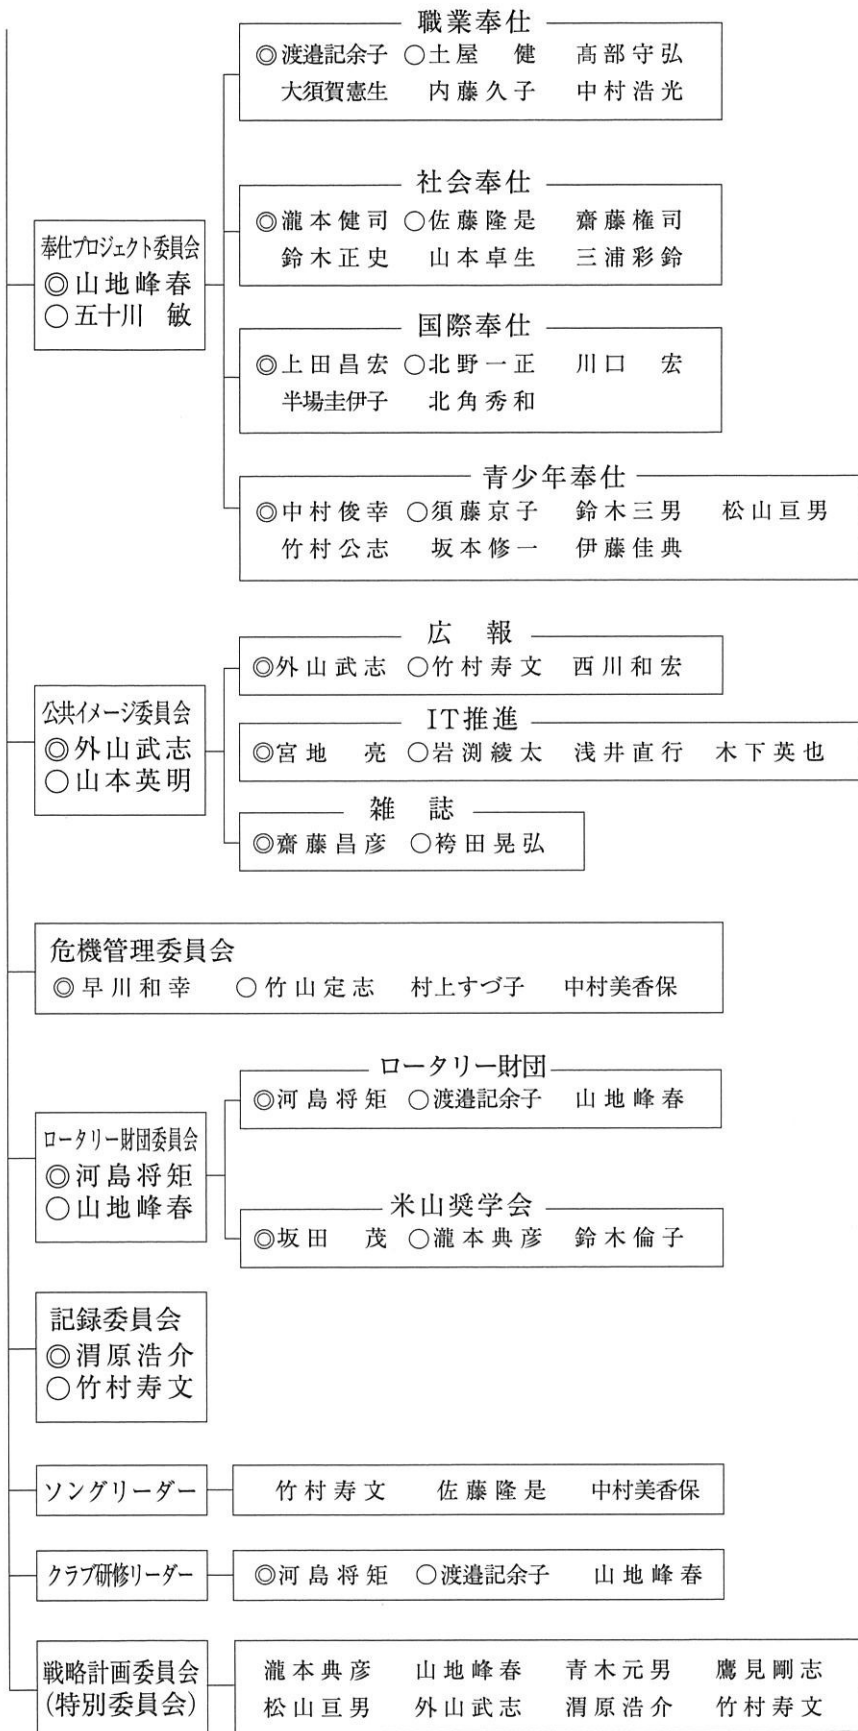 職業奉仕
◎渡邉記余子 ○土屋　健 髙部守弘
大須賀憲生 内藤久子 中村浩光
奉仕プロジェクト委員会
◎山地峰春
○五十川　敏
社会奉仕
◎瀧本健司 ○佐藤隆是 齋藤権司
鈴木正史 山本卓生 三浦彩鈴
国際奉仕
◎上田昌宏 ○北野一正 川口　宏
半場圭伊子 北角秀和
青少年奉仕
◎中村俊幸 ○須藤京子 鈴木三男 松山亘男
竹村公志 坂本修一 伊藤佳典
公共イメージ委員会
◎外山武志
○山本英明
広　報
◎外山武志 ○竹村寿文 西川和宏
IT推進
◎宮地　亮 ○岩渕綾太 浅井直行 木下英也
雑　誌
◎齋藤昌彦 ○袴田晃弘
危機管理委員会
◎早川和幸 ○竹山定志 村上すづ子 中村美香保
ロータリー財団委員会
◎河島将矩
○山地峰春
ロータリー財団
◎河島将矩 ○渡邉記余子 山地峰春
米山奨学会
◎坂田　茂 ○瀧本典彦 鈴木倫子
記録委員会
◎渭原浩介
○竹村寿文
ソングリーダー
竹村寿文 佐藤隆是 中村美香保
クラブ研修リーダー
◎河島将矩 ○渡邉記余子 山地峰春
戦略計画委員会
(特別委員会)
瀧本典彦 山地峰春 青木元男 鷹見剛志
松山亘男 外山武志 渭原浩介 竹村寿文